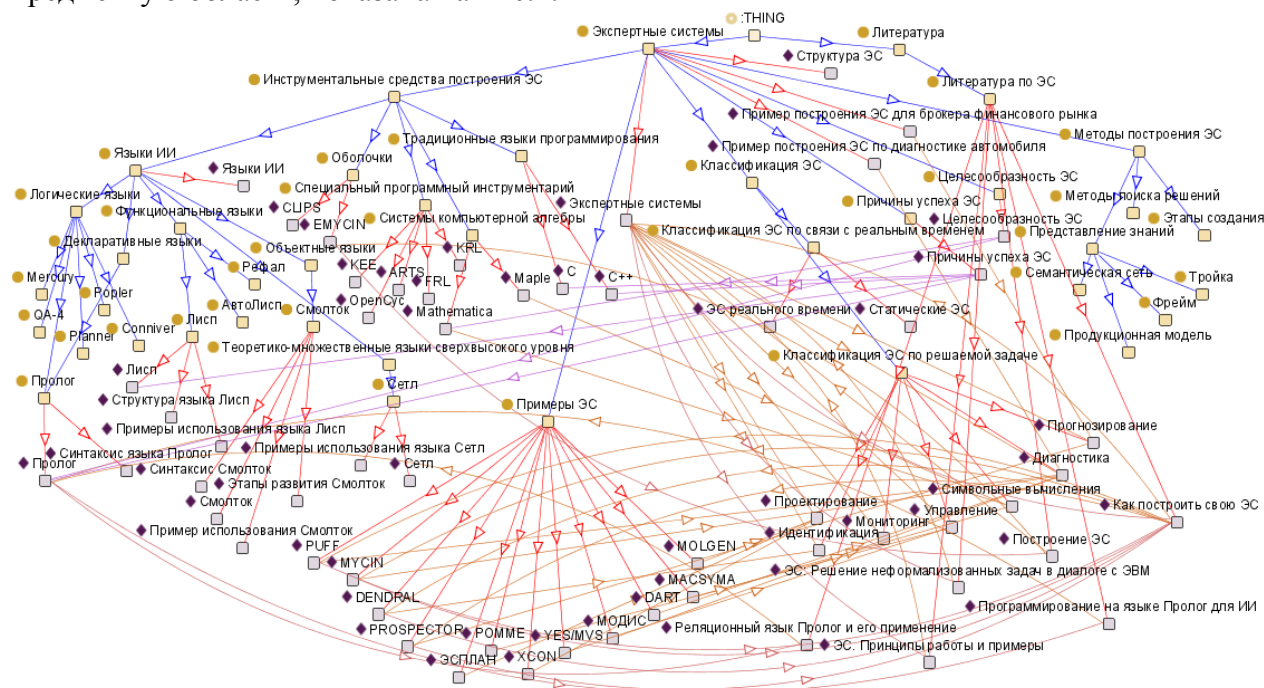 :THING
Экспертные системы
Литература
Структура ЭС
Инструментальные средства построения ЭС
Литература по ЭС
Пример построения ЭС для брокера финансового рынка
Традиционные языки программирования
Методы построения ЭС
Языки ИИ
Оболочки
Пример построения ЭС по диагностике автомобиля
Языки ИИ
Классификация ЭС
Целесообразность ЭС
Логические языки
Специальный программный инструментарий
Методы поиска решений
CLIPS
Экспертные системы
Причины успеха ЭС
Функциональные языки
Системы компьютерной алгебры
Целесообразность ЭС
Этапы создания
EMYCIN
Классификация ЭС по связи с реальным временем
Представление знаний
Декларативные языки
Объектные языки
KRL
Причины успеха ЭС
KEE
Рефал
ARTS
Maple
C
C++
Семантическая сеть
Тройка
Mercury
Popler
FRL
АвтоЛисп
OpenCyc
Mathematica
ЭС реального времени
Статические ЭС
Фрейм
QA-4
Лисп
Смолток
Planner
Conniver
Продукционная модель
Теоретико-множественные языки сверхвысокого уровня
Классификация ЭС по решаемой задаче
Лисп
Пролог
Сетл
Структура языка Лисп
Примеры ЭС
Примеры использования языка Лисп
Прогнозирование
Примеры использования языка Сетл
Синтаксис языка Пролог
Диагностика
Пролог
Синтаксис Смолток
Сетл
Этапы развития Смолток
Символьные вычисления
Смолток
Проектирование
Управление
Как построить свою ЭС
Мониторинг
Пример использования Смолток
Идентификация
Построение ЭС
PUFF
MOLGEN
MYCIN
ЭС: Решение неформализованных задач в диалоге с ЭВМ
MACSYMA
DENDRAL
DART
Программирование на языке Пролог для ИИ
МОДИС
PROSPECTOR
POMME
YES/MVS
Реляционный язык Пролог и его применение
ЭС: Принципы работы и примеры
ЭСПЛАН
XCON